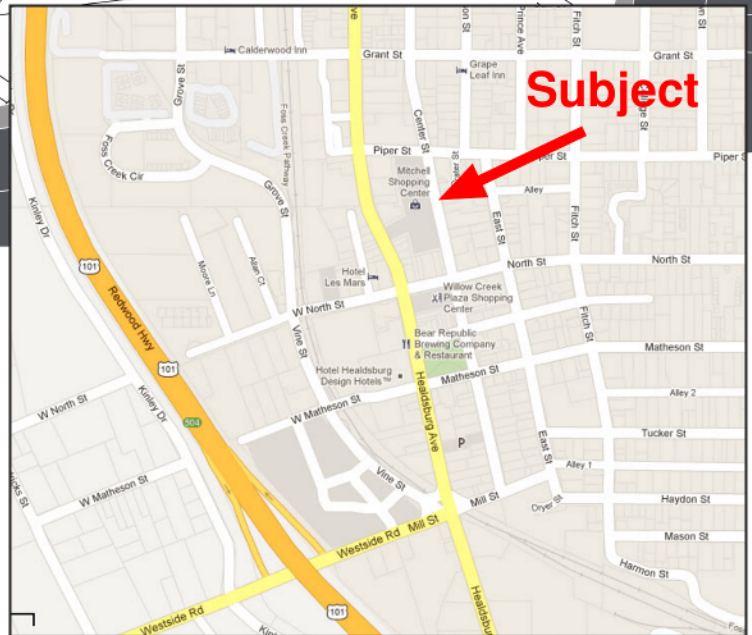 Calderwood Inn
Grant St
Grant St
Prince Ave
Fitch St
Grape
Leaf Inn
Subject
Grove St
Foss Creek Pathway
Center St
Foss Creek Cir
Piper St
Mitchell
Shopping
Center
Alley
Kinley Dr
Grove St
East St
Fitch St
101
Moore Ln
Allan Ct
North St
North St
Hotel
Les Mars
Willow Creek
Plaza Shopping
Center
W North St
Redwood Hwy
Vine St
Bear Republic
Brewing Company
& Restaurant
Fitch St
Matheson St
101
Hotel Healdsburg
Design Hotels™
Matheson St
Healdsburg Ave
Kinley Dr
Alley 2
W North St
W Matheson St
504
Tucker St
P
East St
Alley 1
Vine St
W Matheson St
Mill St
Dryer St
Haydon St
Westside Rd
Mill St
Mason St
Harmon St
101
Westside Rd